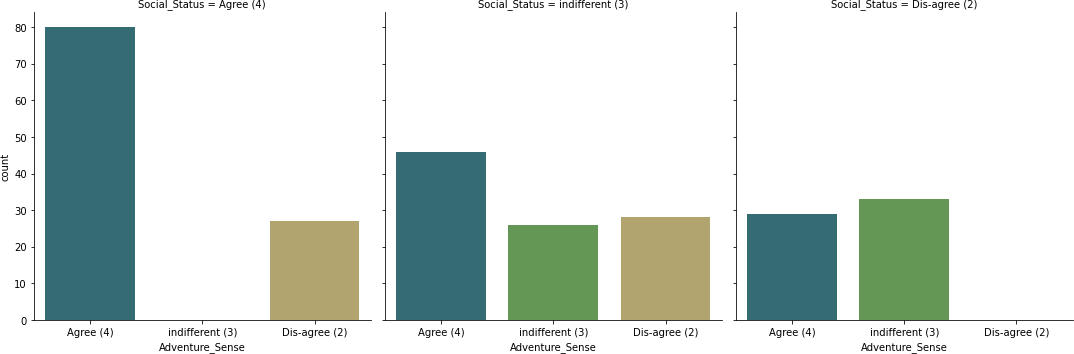 Social_Status = Agree (4)
Social_Status = indifferent (3)
Social_Status = Dis-agree (2)
80
70
60
50
40
30
20
10
0
count
Agree (4)
indifferent (3)
Dis-agree (2)
Adventure_Sense
Agree (4)
indifferent (3)
Dis-agree (2)
Adventure_Sense
Agree (4)
indifferent (3)
Dis-agree (2)
Adventure_Sense